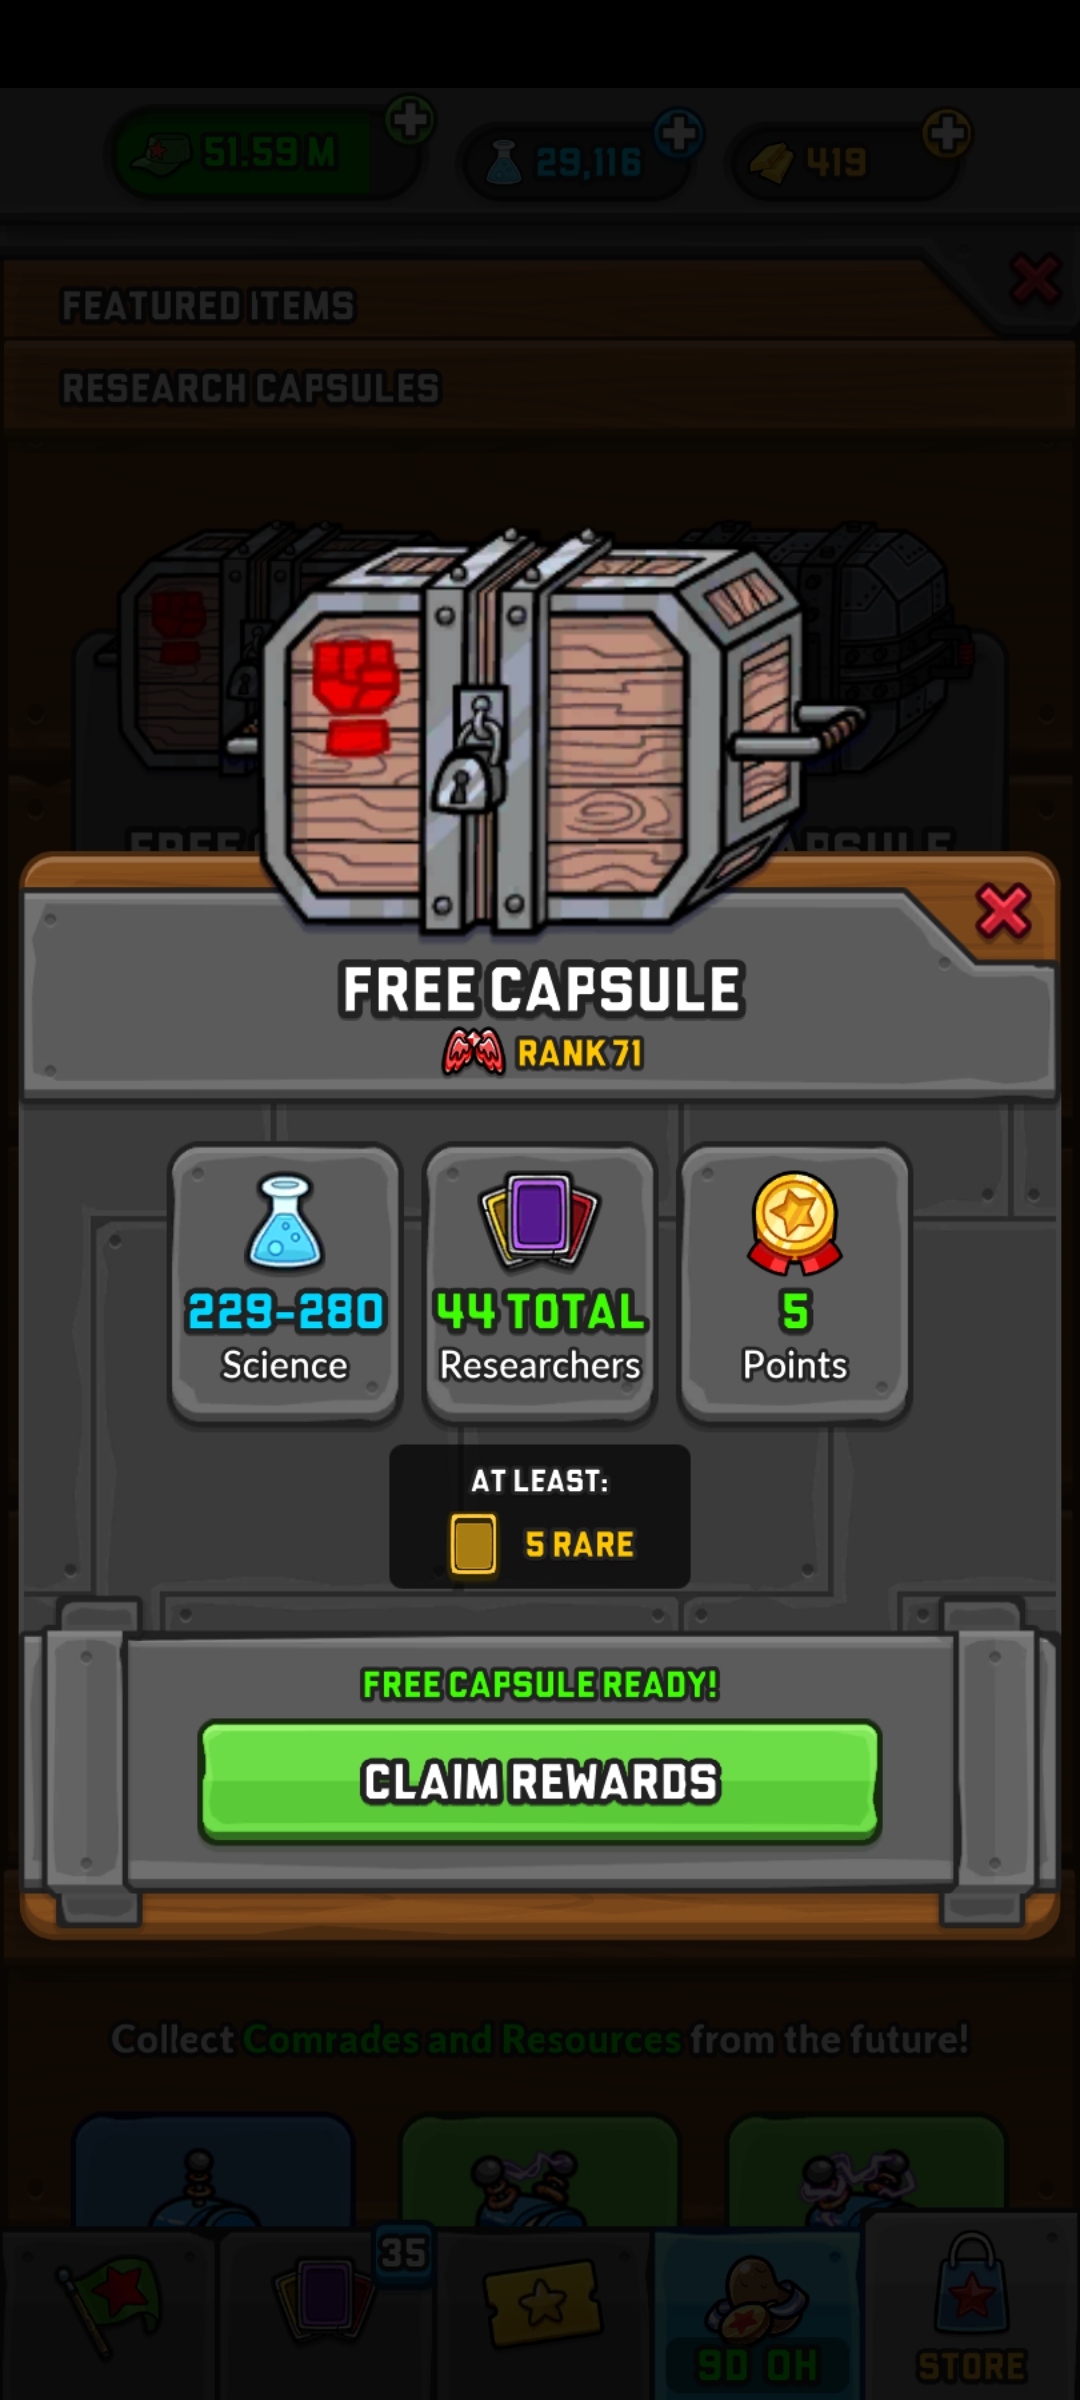 51.59 M
29,116
419
FEATURED ITEMS
RESEARCH CAPSULES
FREE CAPSULE
RANK 71
229-280
Science
44 TOTAL
Researchers
5
Points
AT LEAST:
5 RARE
FREE CAPSULE READY!
CLAIM REWARDS
Collect Comrades and Resources from the future!
35
9D 0H
STORE